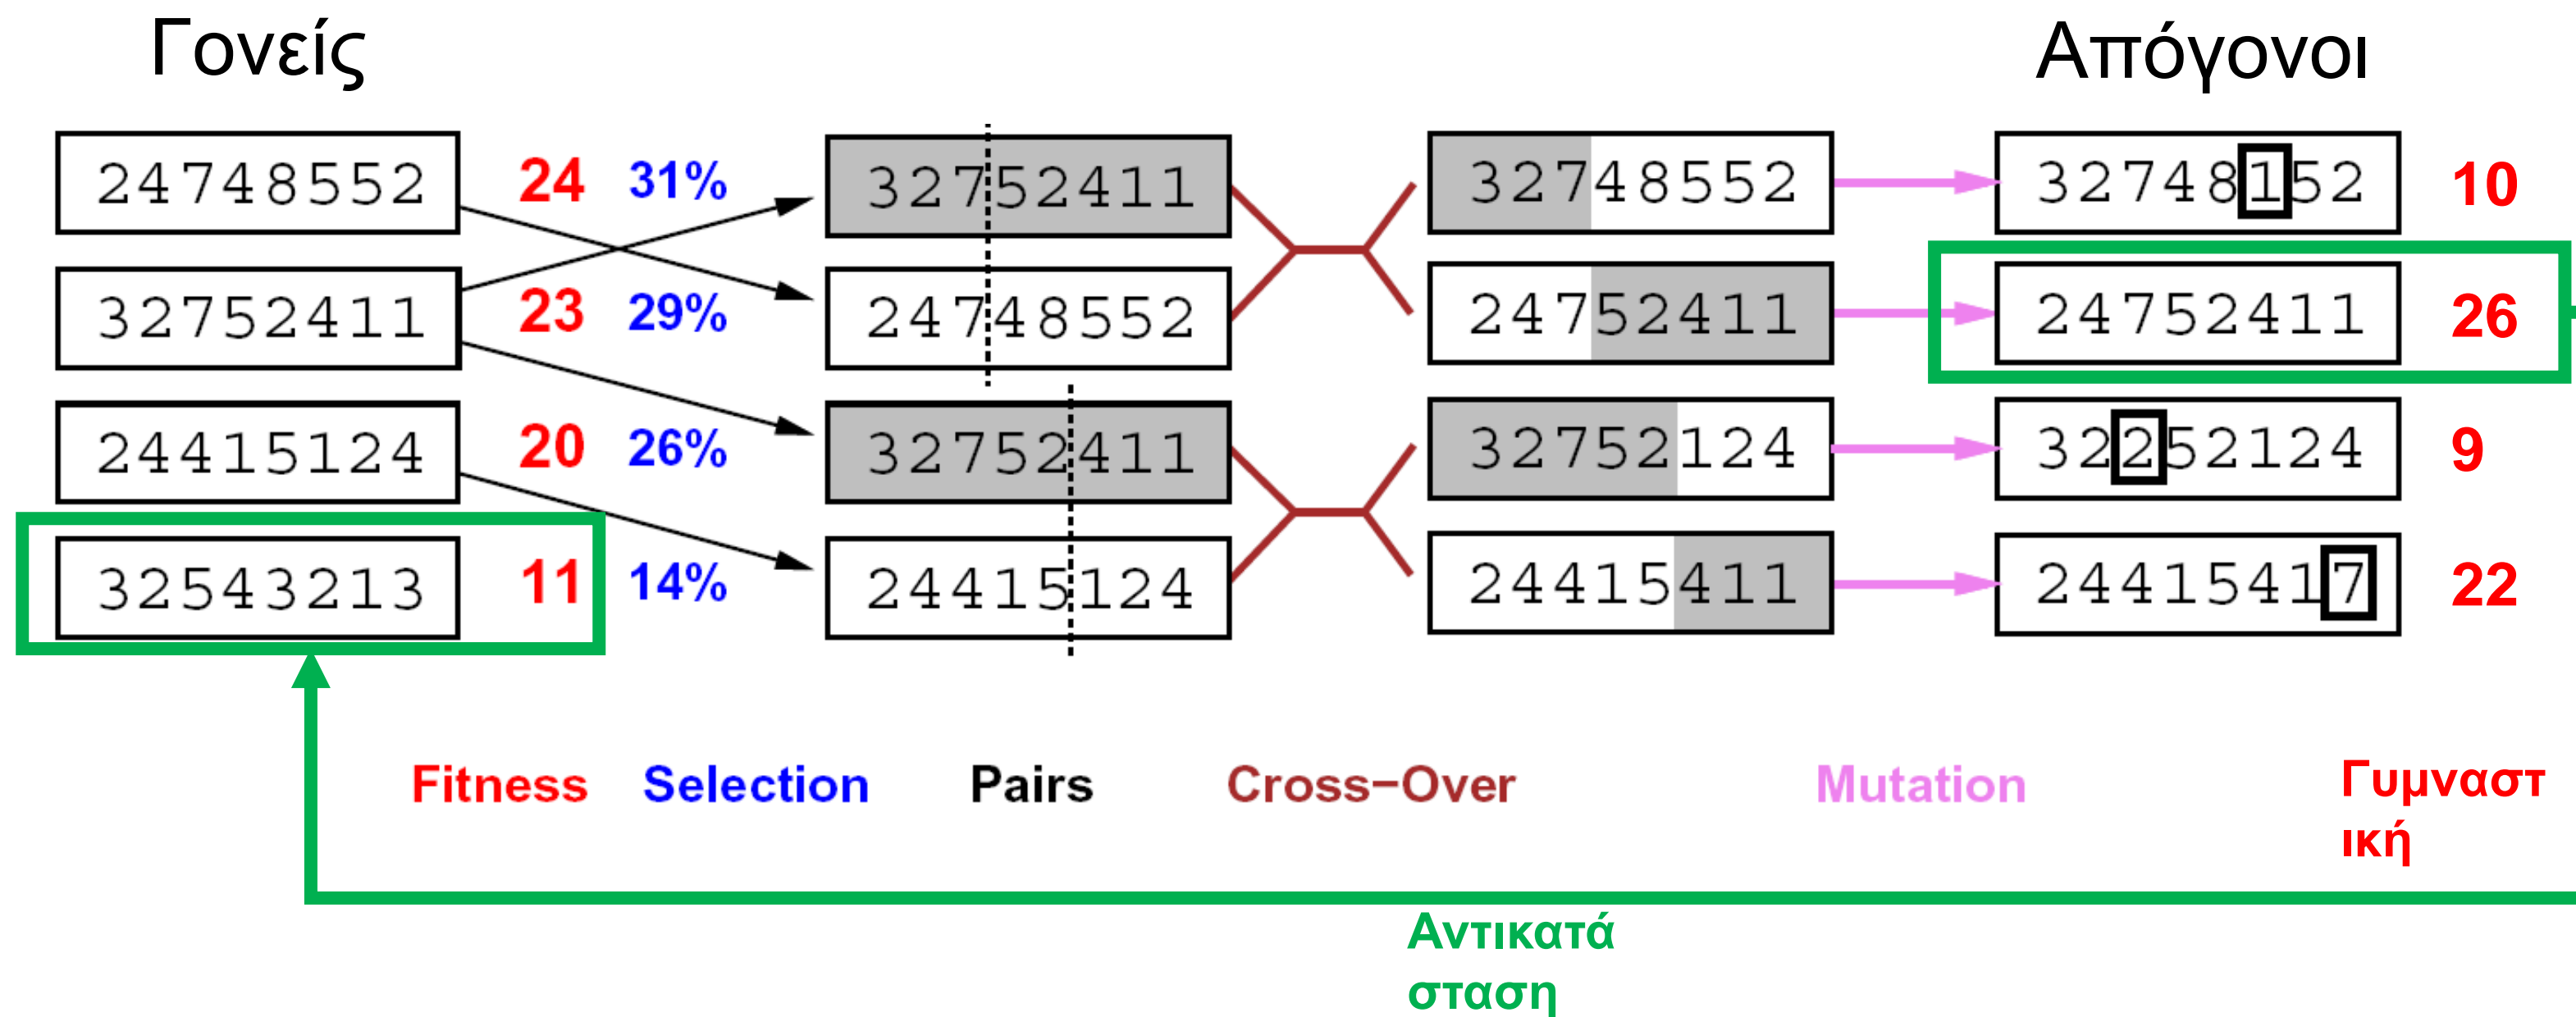 Γονείς
Απόγονοι
24748552 24 31% 32752411 32748552 32748152 10
32752411 23 29% 24748552 24752411 24752411 26
24415124 20 26% 32752411 32752124 32252124 9
32543213 11 14% 24415124 24415411 24415417 22
Fitness Selection Pairs Cross-Over Mutation Γυμναστ
ική
Αντικατά
σταση